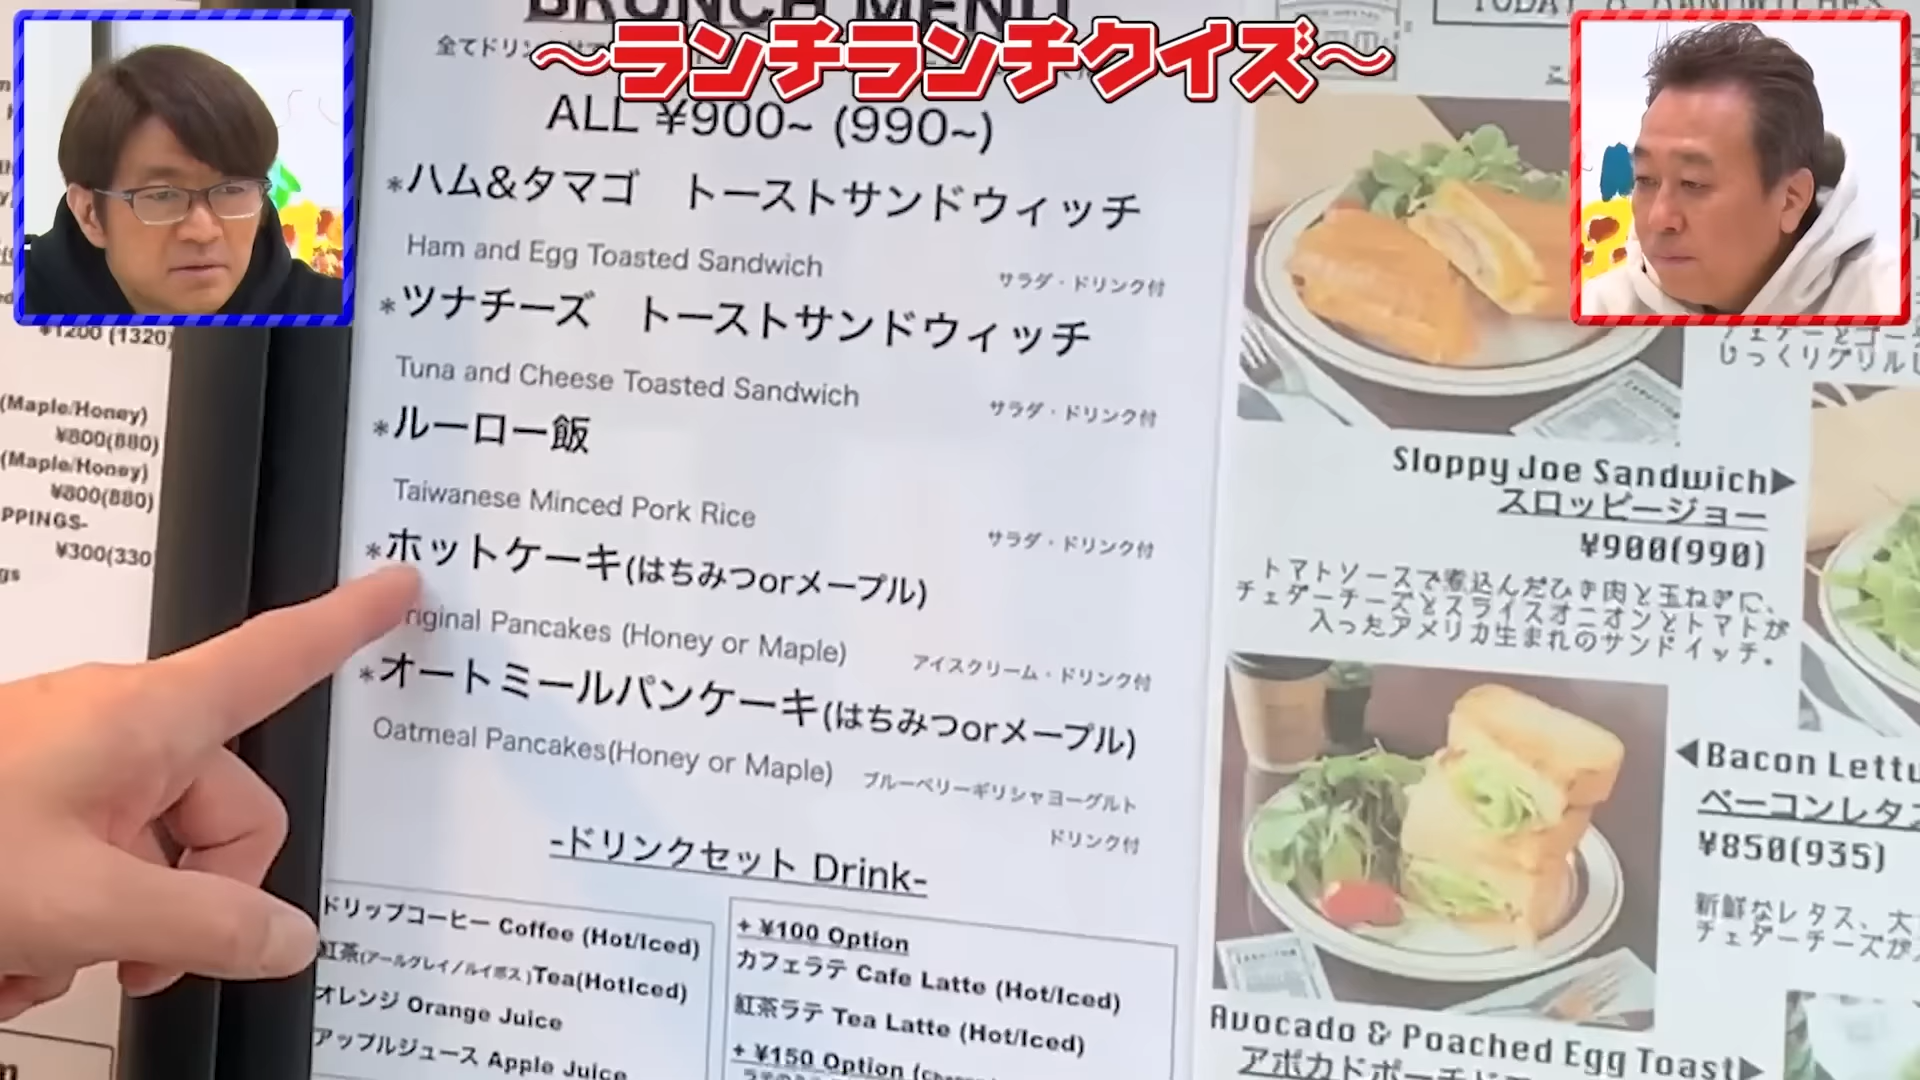 BRUNCH MENU
～ランチランチクイズ～
ALL ¥900~ (990~)
*ハム&タマゴ トーストサンドウィッチ
Ham and Egg Toasted Sandwich
サラダ・ドリンク付
*ツナチーズ トーストサンドウィッチ
Tuna and Cheese Toasted Sandwich
サラダ・ドリンク付
*ルーロー飯
Taiwanese Minced Pork Rice
サラダ・ドリンク付
*ホットケーキ(はちみつorメープル)
Pancakes (Honey or Maple)
アイスクリーム・ドリンク付
*オートミールパンケーキ(はちみつorメープル)
Oatmeal Pancakes(Honey or Maple)
ブルーベリーギリシャヨーグルト
ドリンク付
-ドリンクセット Drink-
ドリップコーヒー Coffee (Hot/Iced)
紅茶(アールグレイ/ルイボス)Tea(HotIced)
オレンジ Orange Juice
アップルジュース Apple Juice
+ ¥100 Option
カフェラテ Cafe Latte (Hot/Iced)
紅茶ラテ Tea Latte (Hot/Iced)
+ ¥150 Option
¥1200 (1320)
(Maple/Honey)
¥800(880)
(Maple/Honey)
¥800(880)
PPINGS-
¥300(330
gs
じっくりグリルし
Sloppy Joe Sandwich▶
スロッピージョー
¥900(990)
トマトソースで煮込んだひき肉と玉ねぎに、
チェダーチーズとスライスオニオンとトマトが
入ったアメリカ生まれのサンドイッチ。
◀Bacon Lettu
ベーコンレタス
¥850(935)
新鮮なレタス、大
チェダーチーズが
Avocado & Poached Egg Toast▶
アボカドポーチド